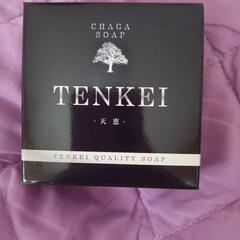 CHAGA
SOAP
TENKEI
- 天恵 -
TENKEI QUALITY SOAP